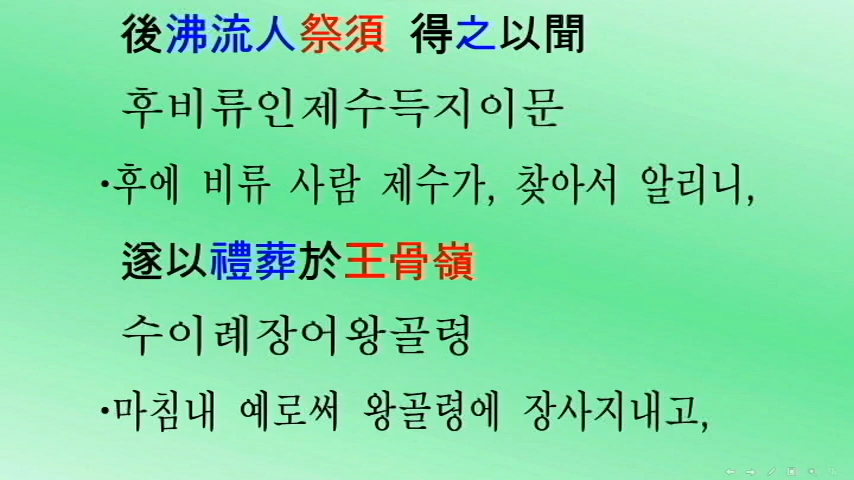 後沸流人祭須 得之以聞
후비류인제수득지이문
•후에 비류 사람 제수가, 찾아서 알리니,
遂以禮葬於王骨嶺
수이례장어왕골령
•마침내 예로써 왕골령에 장사지내고,